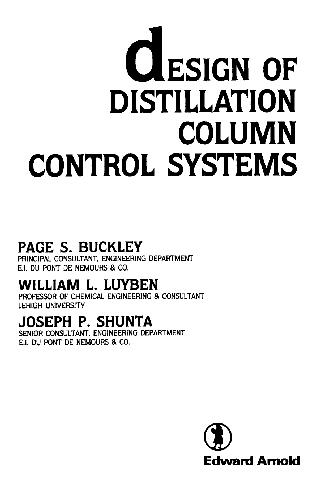 dESIGN OF
DISTILLATION
COLUMN
CONTROL SYSTEMS
PAGE S. BUCKLEY
PRINCIPAL CONSULTANT, ENGINEERING DEPARTMENT
E.I. DU PONT DE NEMOURS & CO.
WILLIAM L. LUYBEN
PROFESSOR OF CHEMICAL ENGINEERING & CONSULTANT
LEHIGH UNIVERSITY
JOSEPH P. SHUNTA
SENIOR CONSULTANT, ENGINEERING DEPARTMENT
E.I. DU PONT DE NEMOURS & CO.
Edward Arnold